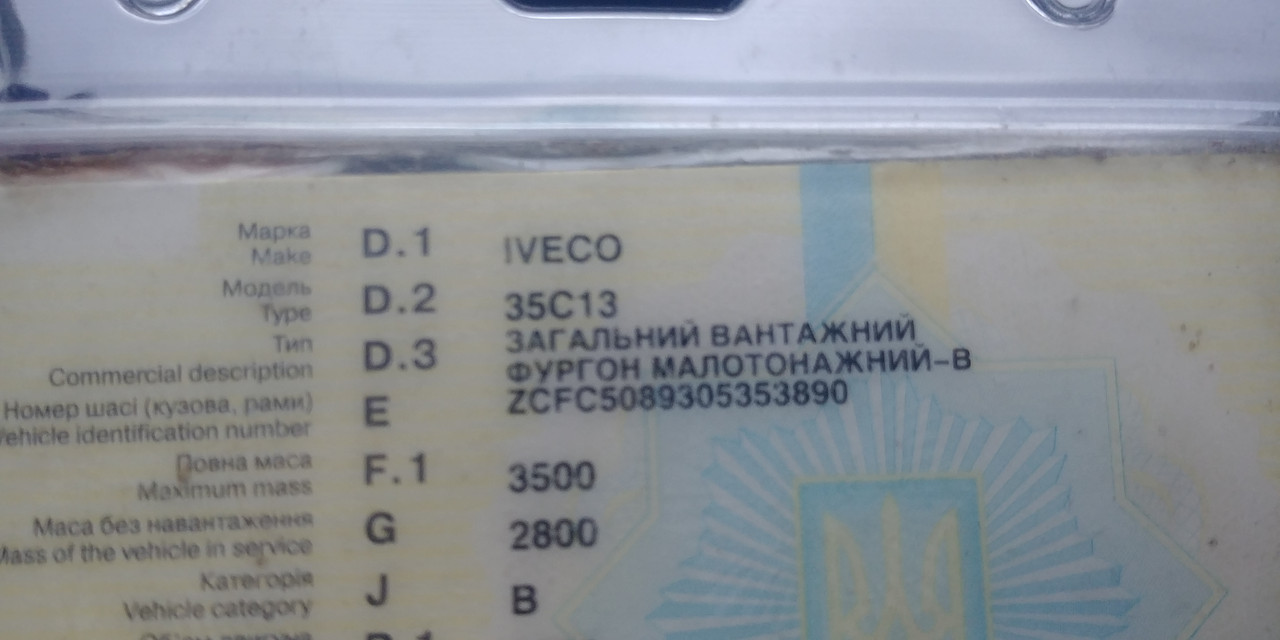 Марка
Make D.1 IVECO
Модель
Type D.2 35C13
Тип
Commercial description D.3 ЗАГАЛЬНИЙ ВАНТАЖНИЙ
ФУРГОН МАЛОТОНАЖНИЙ-В
Номер шасі (кузова, рами)
Vehicle identification number E ZCFC5089305353890
Повна маса
Maximum mass F.1 3500
Маса без навантаження
Mass of the vehicle in service G 2800
Категорія
Vehicle category J B